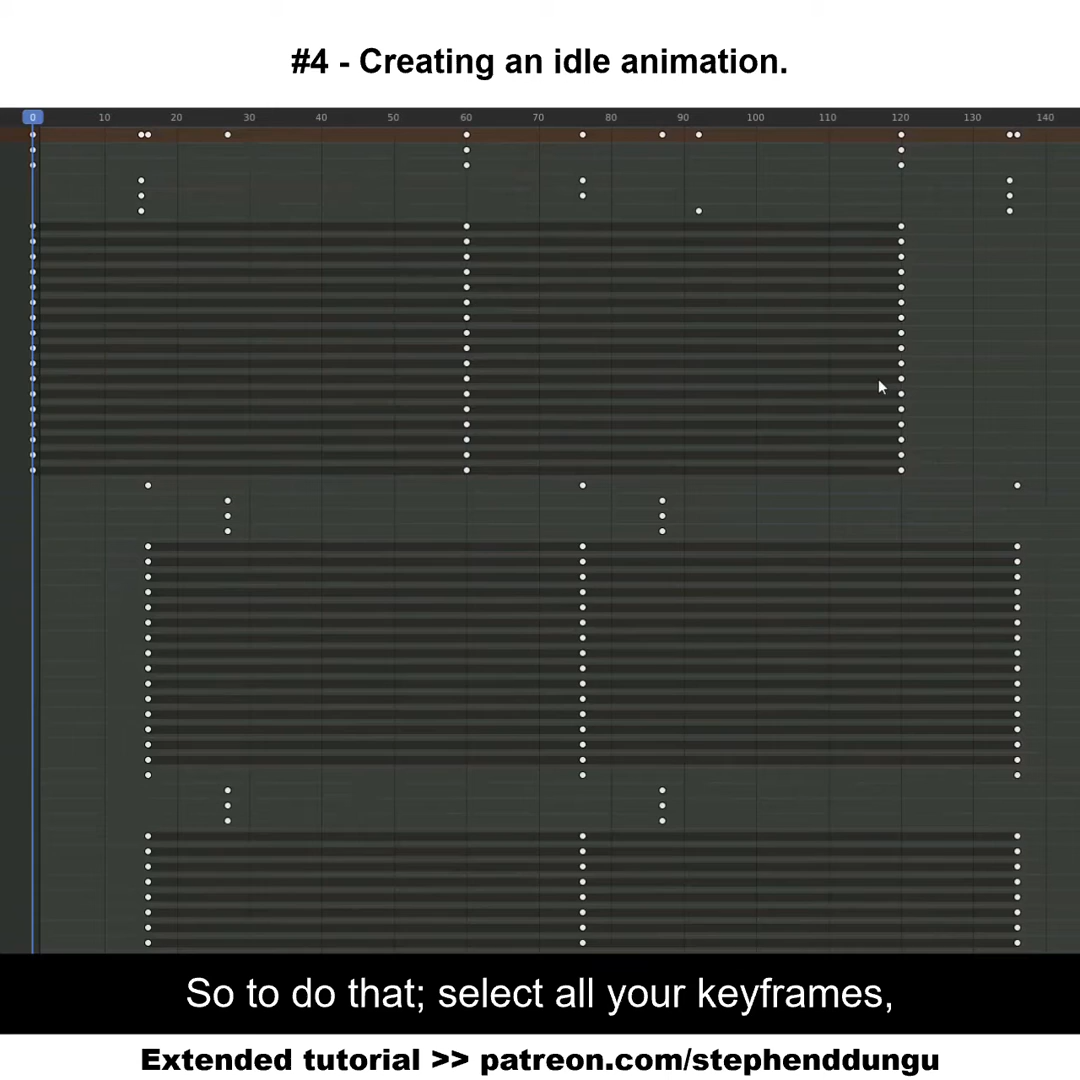 #4 - Creating an idle animation.
0 10 20 30 40 50 60 70 80 90 100 110 120 130 140
So to do that; select all your keyframes,
Extended tutorial >> patreon.com/stephenddungu